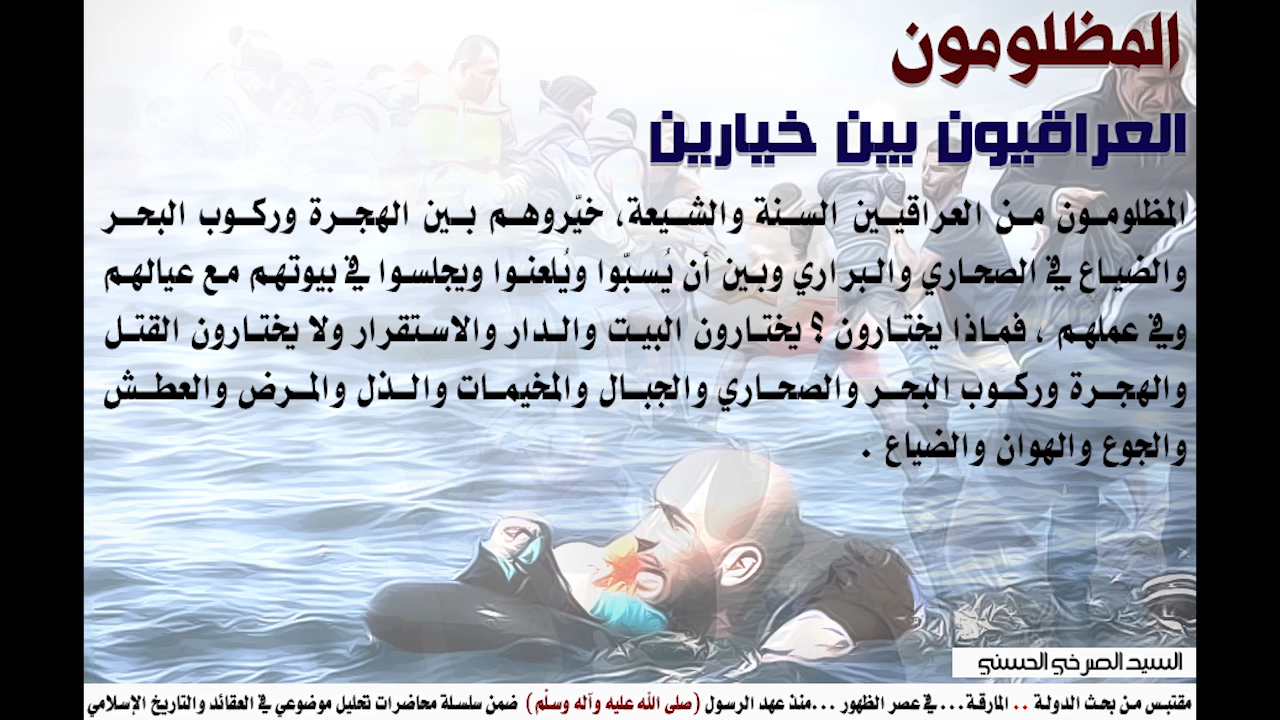 المظلومون
العراقيون بين خيارين
المظلومون من العراقيين السنة والشيعة، خيّروهم بين الهجرة وركوب البحر
والضياع في الصحاري والبراري وبين أن يُسبّوا ويُلعنوا ويجلسوا في بيوتهم مع عيالهم
وفي عملهم ، فماذا يختارون ؟ يختارون البيت والدار والاستقرار ولا يختارون القتل
والهجرة وركوب البحر والصحاري والجبال والمخيمات والذل والمرض والعطش
والجوع والهوان والضياع .
السيد الصرخي الحسني
مقتبس من بحث الدولة .. المارقة...في عصر الظهور ...منذ عهد الرسول (صلى الله عليه وآله وسلّم) ضمن سلسلة محاضرات تحليل موضوعي في العقائد والتاريخ الإسلامي